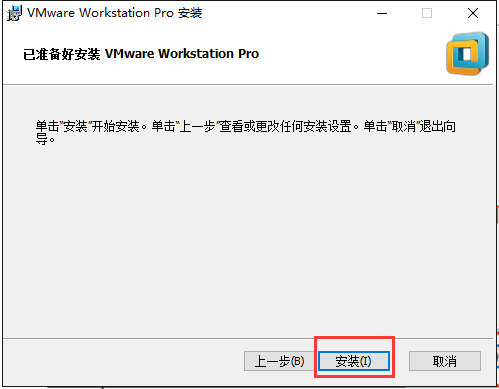 VMware Workstation Pro 安装
已准备好安装 VMware Workstation Pro
单击“安装”开始安装。单击“上一步”查看或更改任何安装设置。单击“取消”退出向
导。
上一步(B) 安装(I) 取消